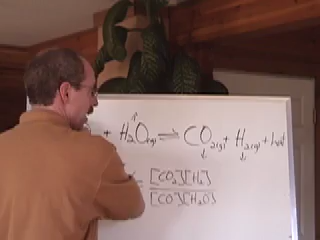 + H₂O(g) ⇌ CO₂(g) + H₂(g) + heat
[CO₂][H₂]
[CO][H₂O]